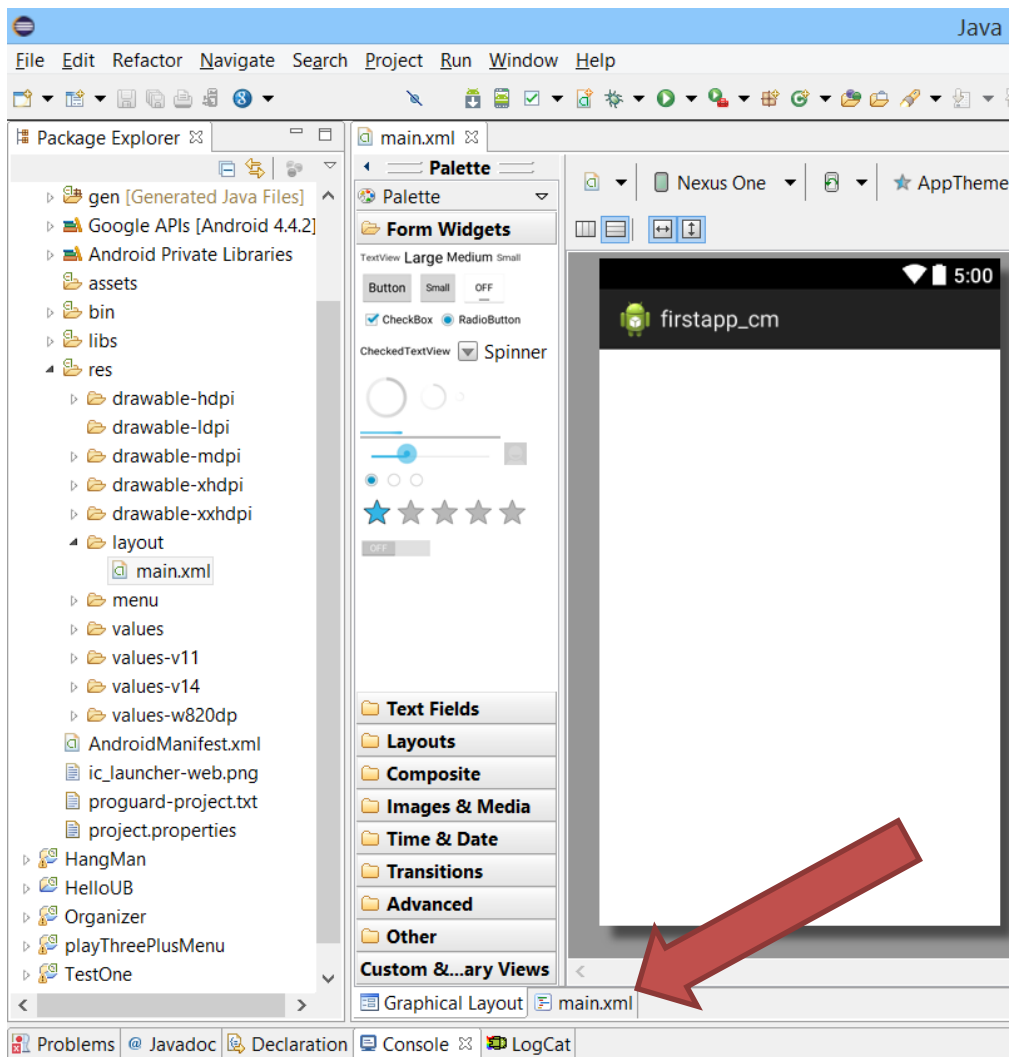 Java
File Edit Refactor Navigate Search Project Run Window Help
8
Package Explorer
gen [Generated Java Files]
Google APIs [Android 4.4.2]
Android Private Libraries
assets
bin
libs
res
drawable-hdpi
drawable-ldpi
drawable-mdpi
drawable-xhdpi
drawable-xxhdpi
layout
main.xml
menu
values
values-v11
values-v14
values-w820dp
AndroidManifest.xml
ic_launcher-web.png
proguard-project.txt
project.properties
HangMan
HelloUB
Organizer
playThreePlusMenu
TestOne
main.xml
Palette
Palette
Form Widgets
TextView Large Medium Small
Button Small OFF
CheckBox RadioButton
CheckedTextView Spinner
OFF
Text Fields
Layouts
Composite
Images & Media
Time & Date
Transitions
Advanced
Other
Custom &...ary Views
Nexus One AppTheme
5:00
firstapp_cm
Graphical Layout main.xml
Problems @ Javadoc Declaration Console LogCat